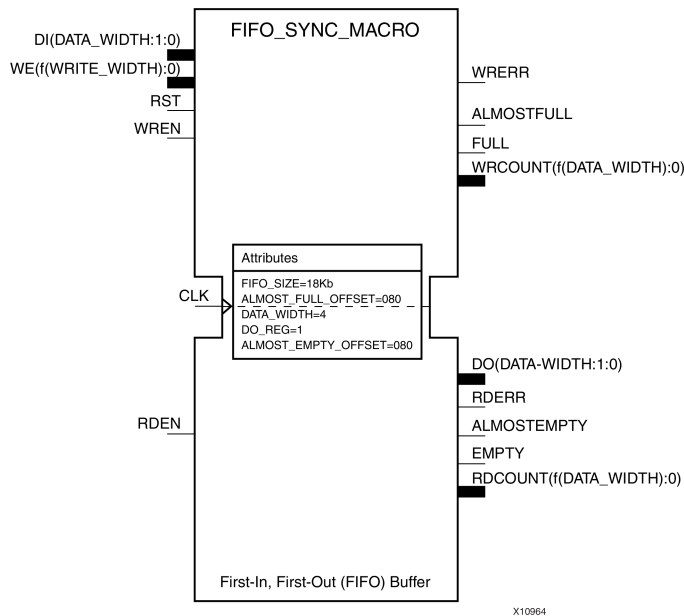 FIFO_SYNC_MACRO
DI(DATA_WIDTH:1:0)
WE(f(WRITE_WIDTH):0)
RST
WREN
WRERR
ALMOSTFULL
FULL
WRCOUNT(f(DATA_WIDTH):0)
CLK
Attributes
FIFO_SIZE=18Kb
ALMOST_FULL_OFFSET=080
DATA_WIDTH=4
DO_REG=1
ALMOST_EMPTY_OFFSET=080
RDEN
DO(DATA-WIDTH:1:0)
RDERR
ALMOSTEMPTY
EMPTY
RDCOUNT(f(DATA_WIDTH):0)
First-In, First-Out (FIFO) Buffer
X10964